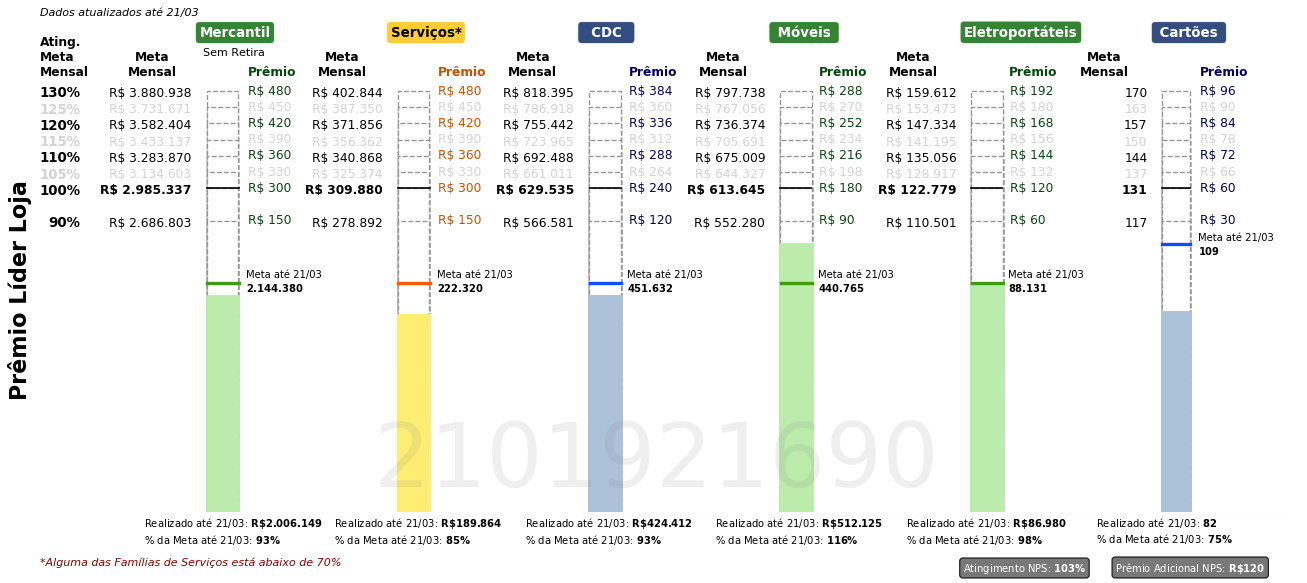 Dados atualizados até 21/03
Mercantil Serviços* CDC Móveis Eletroportáteis Cartões
Sem Retira
Ating. Meta Mensal Meta Mensal Prêmio Meta Mensal Prêmio Meta Mensal Prêmio Meta Mensal Prêmio Meta Mensal Prêmio Meta Mensal Prêmio
130% R$ 3.880.938 R$ 480 R$ 402.844 R$ 480 R$ 818.395 R$ 384 R$ 797.738 R$ 288 R$ 159.612 R$ 192 170 R$ 96
125% R$ 3.731.671 R$ 450 R$ 387.350 R$ 450 R$ 786.918 R$ 360 R$ 767.056 R$ 270 R$ 153.473 R$ 180 163 R$ 90
120% R$ 3.582.404 R$ 420 R$ 371.856 R$ 420 R$ 755.442 R$ 336 R$ 736.374 R$ 252 R$ 147.334 R$ 168 157 R$ 84
115% R$ 3.433.137 R$ 390 R$ 356.362 R$ 390 R$ 723.965 R$ 312 R$ 705.691 R$ 234 R$ 141.195 R$ 156 150 R$ 78
110% R$ 3.283.870 R$ 360 R$ 340.868 R$ 360 R$ 692.488 R$ 288 R$ 675.009 R$ 216 R$ 135.056 R$ 144 144 R$ 72
105% R$ 3.134.603 R$ 330 R$ 325.374 R$ 330 R$ 661.011 R$ 264 R$ 644.327 R$ 198 R$ 128.917 R$ 132 137 R$ 66
100% R$ 2.985.337 R$ 300 R$ 309.880 R$ 300 R$ 629.535 R$ 240 R$ 613.645 R$ 180 R$ 122.779 R$ 120 131 R$ 60
90% R$ 2.686.803 R$ 150 R$ 278.892 R$ 150 R$ 566.581 R$ 120 R$ 552.280 R$ 90 R$ 110.501 R$ 60 117 R$ 30
Prêmio Líder Loja
Meta até 21/03
109
Meta até 21/03 Meta até 21/03 Meta até 21/03 Meta até 21/03 Meta até 21/03
2.144.380 222.320 451.632 440.765 88.131
2101921690
Realizado até 21/03: R$2.006.149 Realizado até 21/03: R$189.864 Realizado até 21/03: R$424.412 Realizado até 21/03: R$512.125 Realizado até 21/03: R$86.980 Realizado até 21/03: 82
% da Meta até 21/03: 93% % da Meta até 21/03: 85% % da Meta até 21/03: 93% % da Meta até 21/03: 116% % da Meta até 21/03: 98% % da Meta até 21/03: 75%
*Alguma das Famílias de Serviços está abaixo de 70%
Atingimento NPS: 103% Prêmio Adicional NPS: R$120